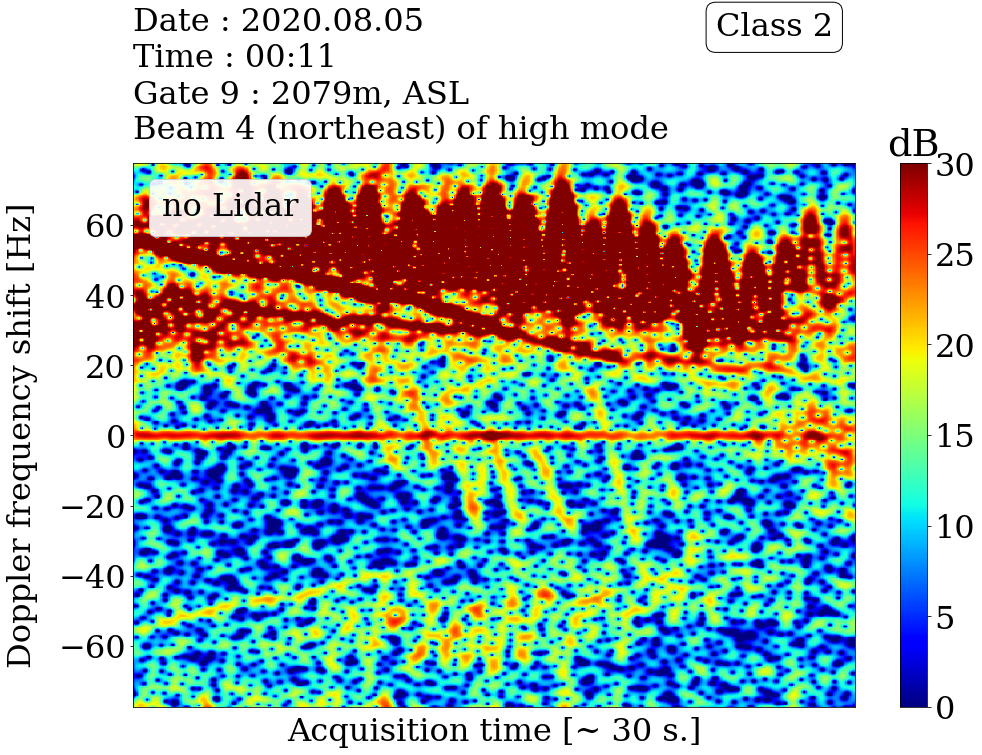 Date : 2020.08.05
Time : 00:11
Gate 9 : 2079m, ASL
Beam 4 (northeast) of high mode
Class 2
dB
no Lidar
Doppler frequency shift [Hz]
60
40
20
0
−20
−40
−60
Acquisition time [~ 30 s.]
30
25
20
15
10
5
0